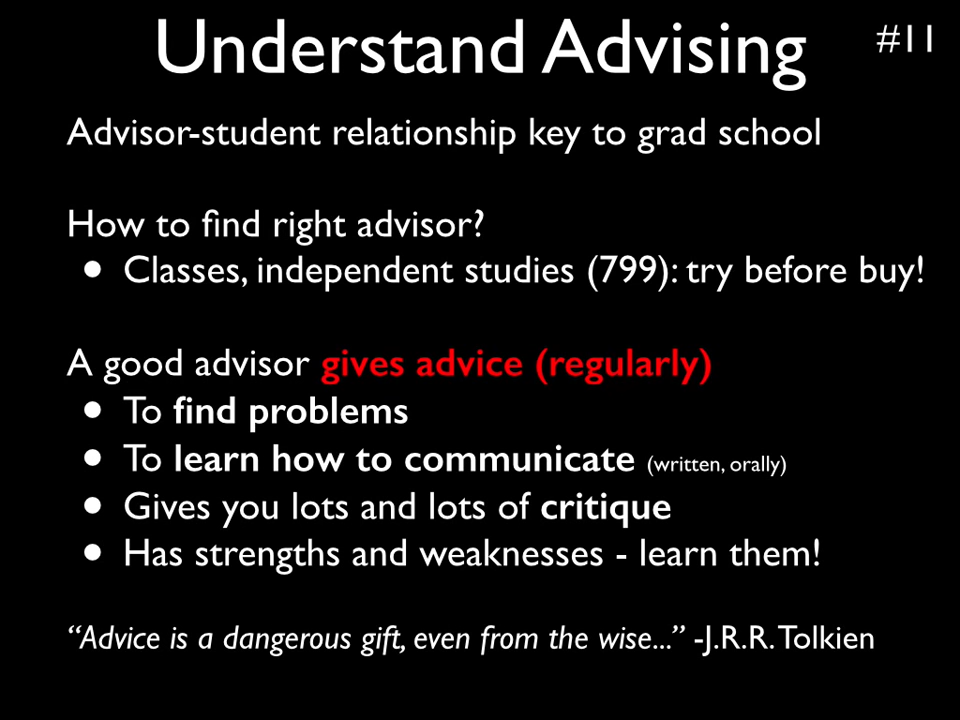 Understand Advising
#11
Advisor-student relationship key to grad school
How to find right advisor?
• Classes, independent studies (799): try before buy!
A good advisor gives advice (regularly)
• To find problems
• To learn how to communicate (written, orally)
• Gives you lots and lots of critique
• Has strengths and weaknesses - learn them!
“Advice is a dangerous gift, even from the wise...” -J.R.R. Tolkien